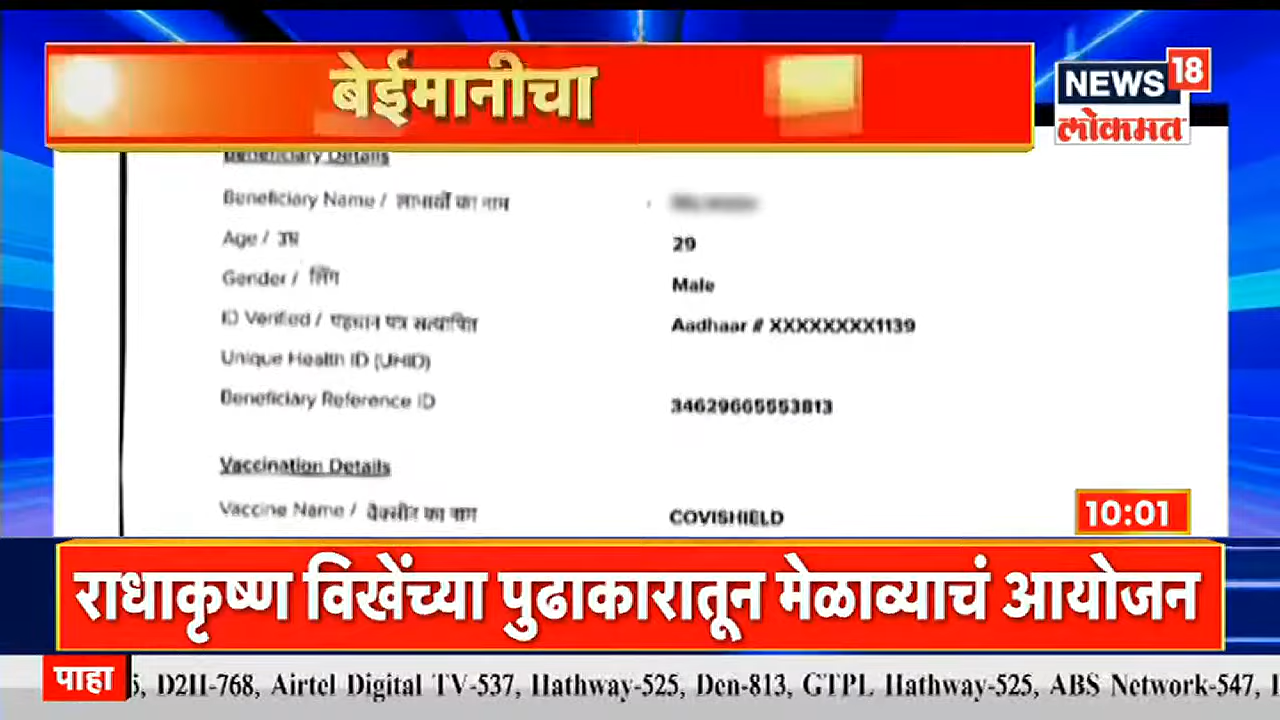 बेईमानीचा
NEWS 18
लोकमत
Beneficiary Details
Beneficiary Name / लाभार्थी का नाम
Age / उम्र 29
Gender / लिंग Male
ID Verified / पहचान पत्र सत्यापित Aadhaar # XXXXXXXX1139
Unique Health ID (UHID)
Beneficiary Reference ID 34629665553813
Vaccination Details
Vaccine Name / वैक्सीन का नाम COVISHIELD
10:01
राधाकृष्ण विखेंच्या पुढाकारातून मेळाव्याचं आयोजन
पाहा 5, D2H-768, Airtel Digital TV-537, Hathway-525, Den-813, GTPL Hathway-525, ABS Network-547,